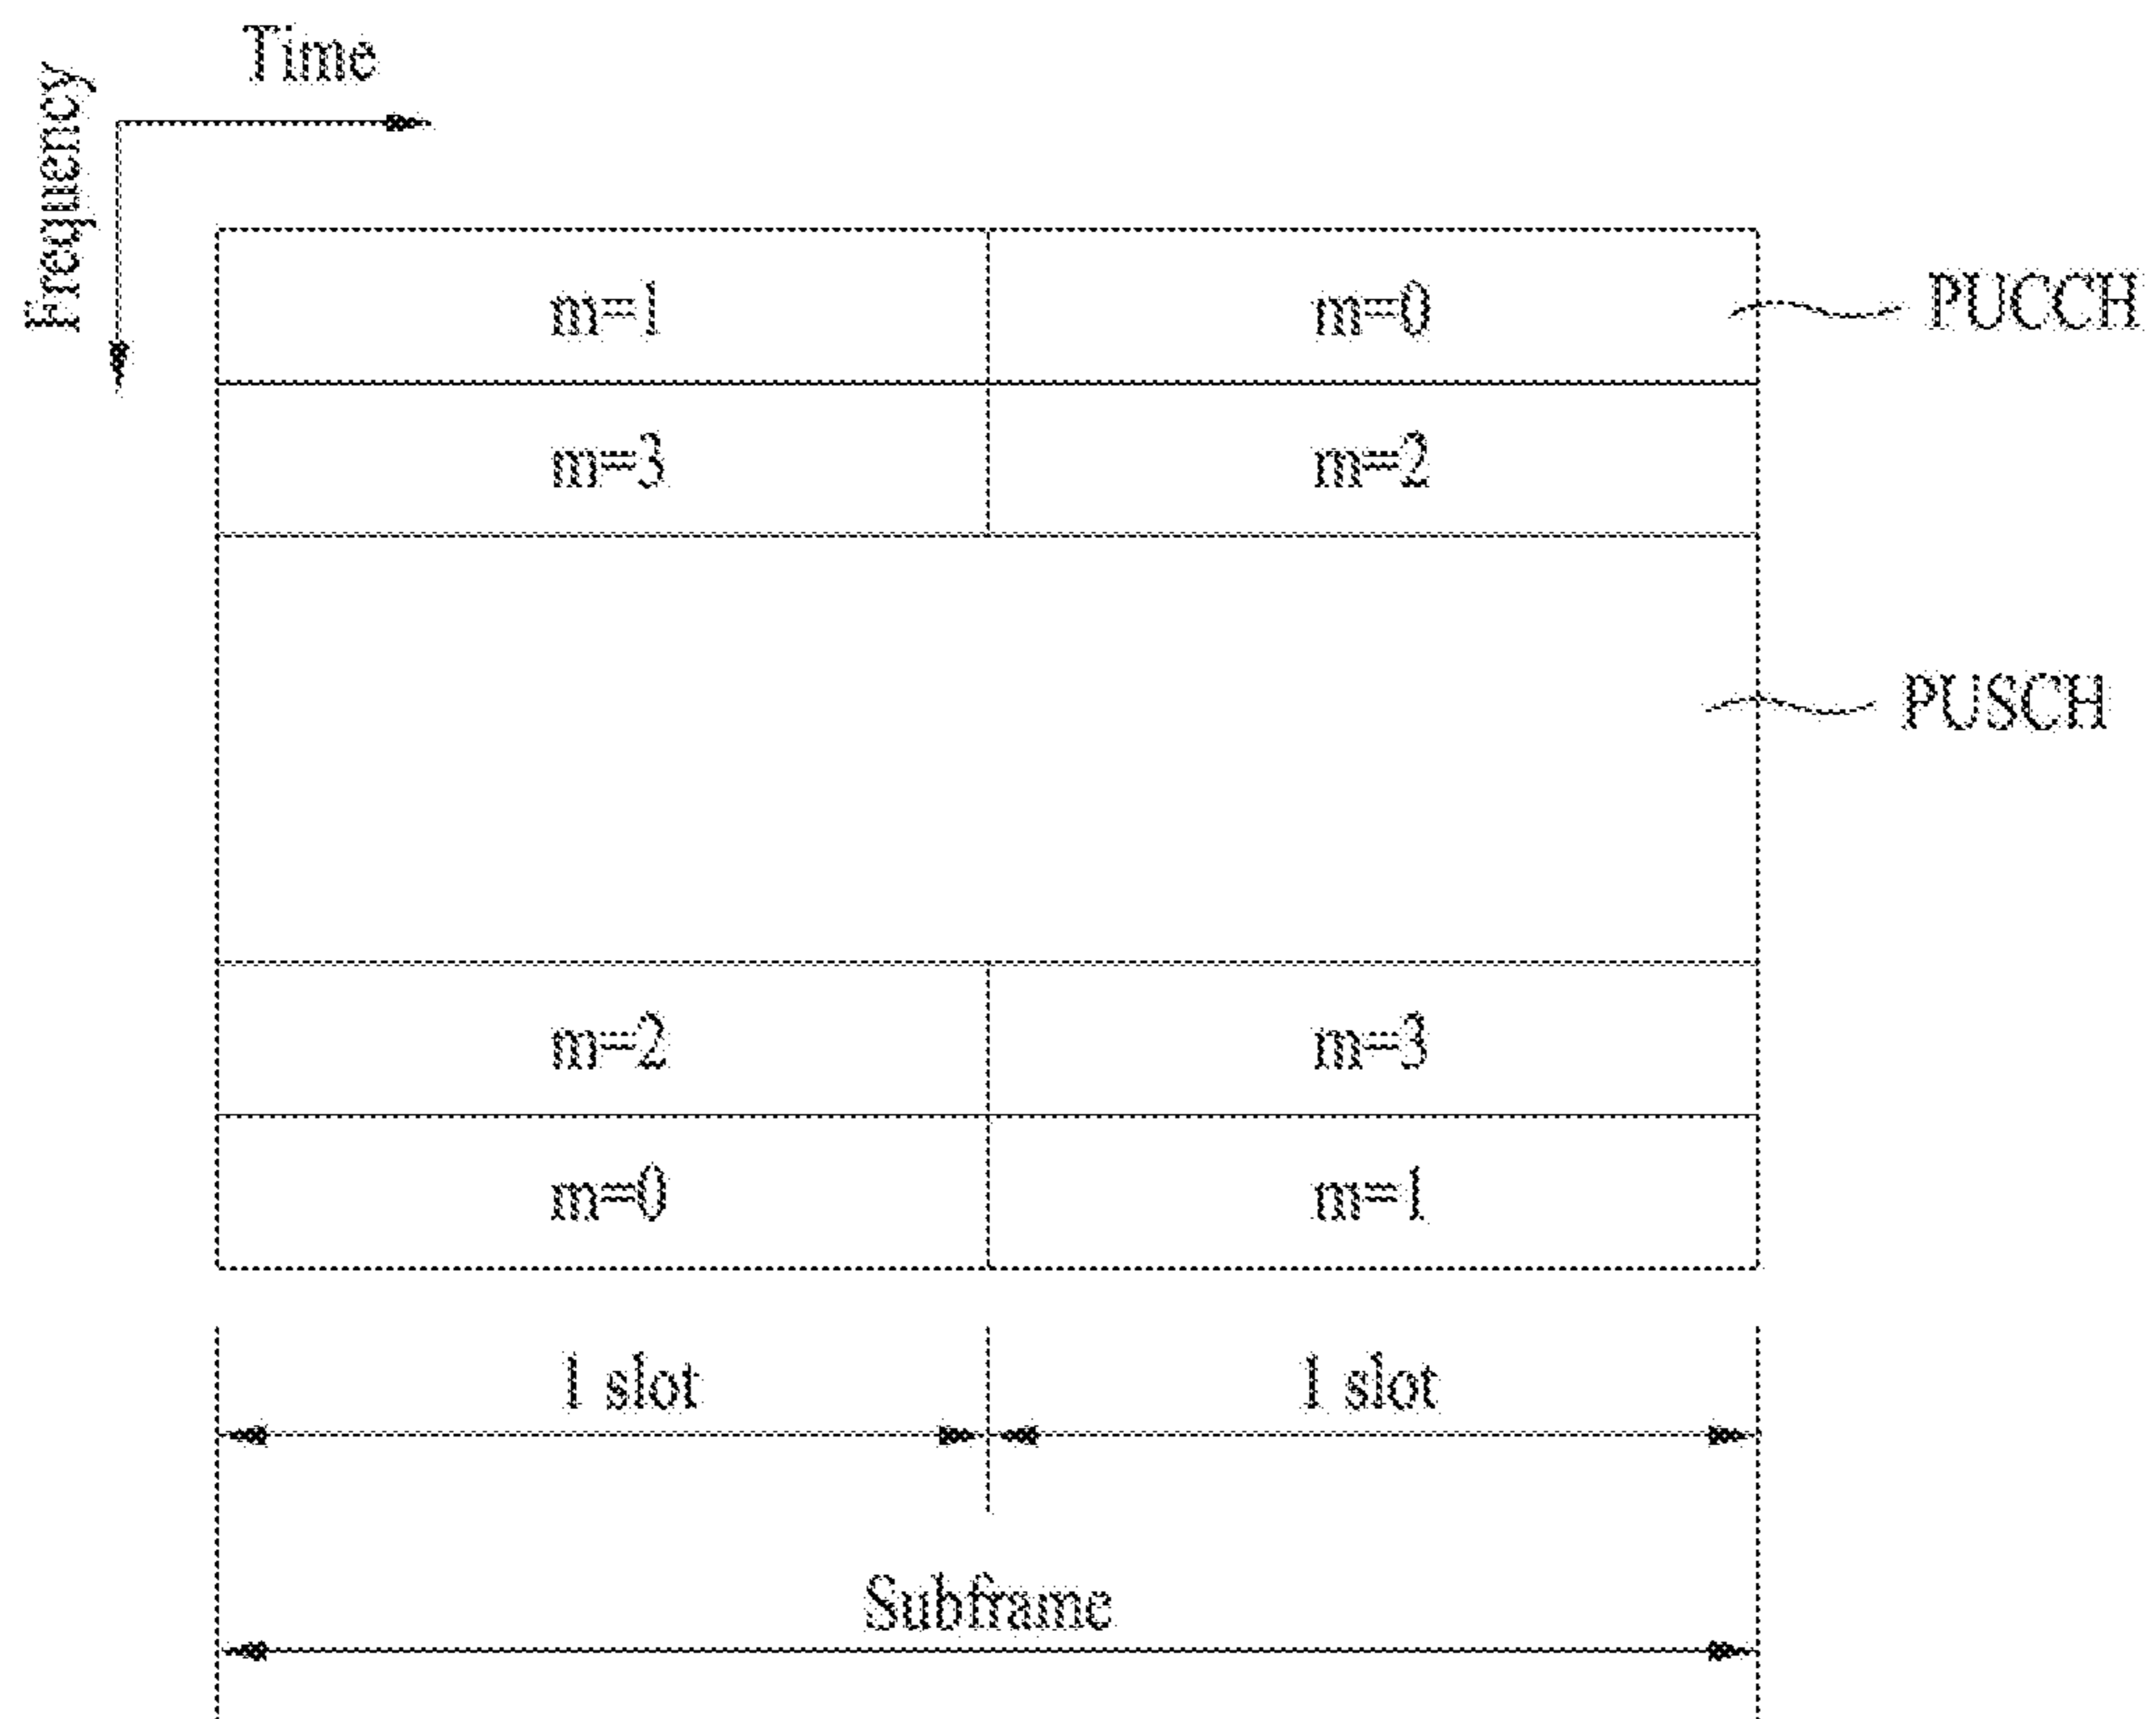 Time
Frequency
m=1 m=0 PUCCH
m=3 m=2
PUSCH
m=2 m=3
m=0 m=1
1 slot 1 slot
Subframe